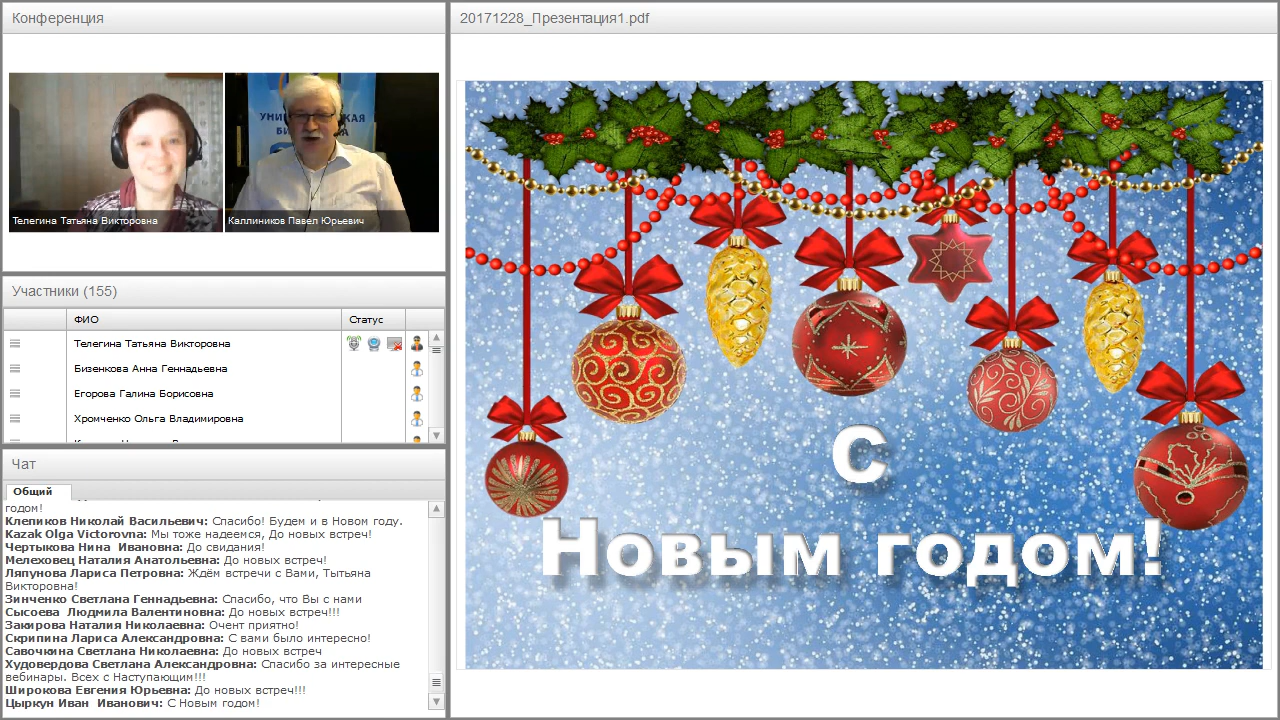 Конференция
УНИ
КАЯ
БИ
Телегина Татьяна Викторовна
Каллиников Павел Юрьевич
Участники (155)
ФИО
Статус
Телегина Татьяна Викторовна
Бизенкова Анна Геннадьевна
Егорова Галина Борисовна
Хромченко Ольга Владимировна
Чат
Общий
годом!
Клепиков Николай Васильевич: Спасибо! Будем и в Новом году.
Kazak Olga Victorovna: Мы тоже надеемся, До новых встреч!
Чертыкова Нина  Ивановна: До свидания!
Мелеховец Наталия Анатольевна: До новых встреч!
Ляпунова Лариса Петровна: Ждём встречи с Вами, Тытьяна
Викторовна!
Зинченко Светлана Геннадьевна: Спасибо, что Вы с нами
Сысоева  Людмила Валентиновна: До новых встреч!!!
Закирова Наталия Николаевна: Очент приятно!
Скрипина Лариса Александровна: С вами было интересно!
Савочкина Светлана Николаевна: До новых встреч
Худовердова Светлана Александровна: Спасибо за интересные
вебинары. Всех с Наступающим!!!
Широкова Евгения Юрьевна: До новых встреч!!!
Цыркун Иван  Иванович: С Новым годом!
20171228_Презентация1.pdf
С
Новым годом!